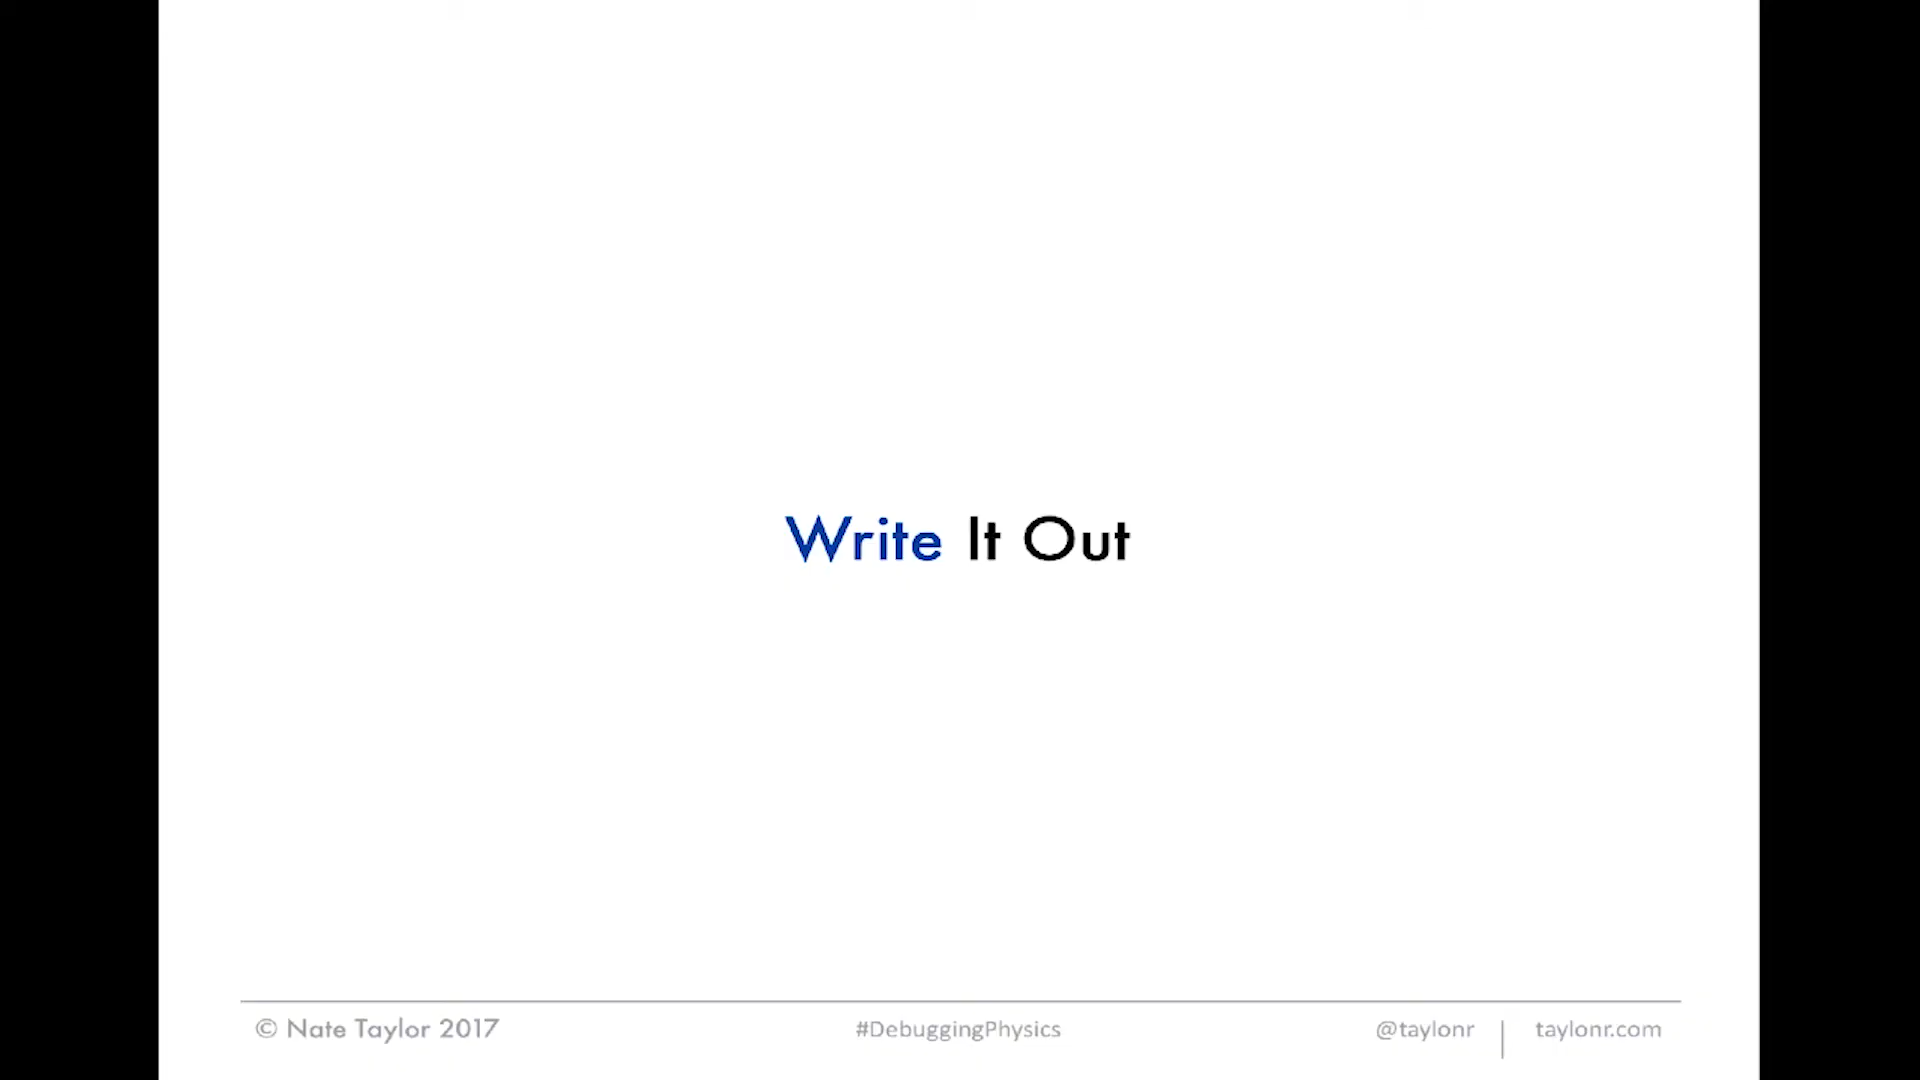 Write It Out
© Nate Taylor 2017
#DebuggingPhysics
@taylonr | taylonr.com